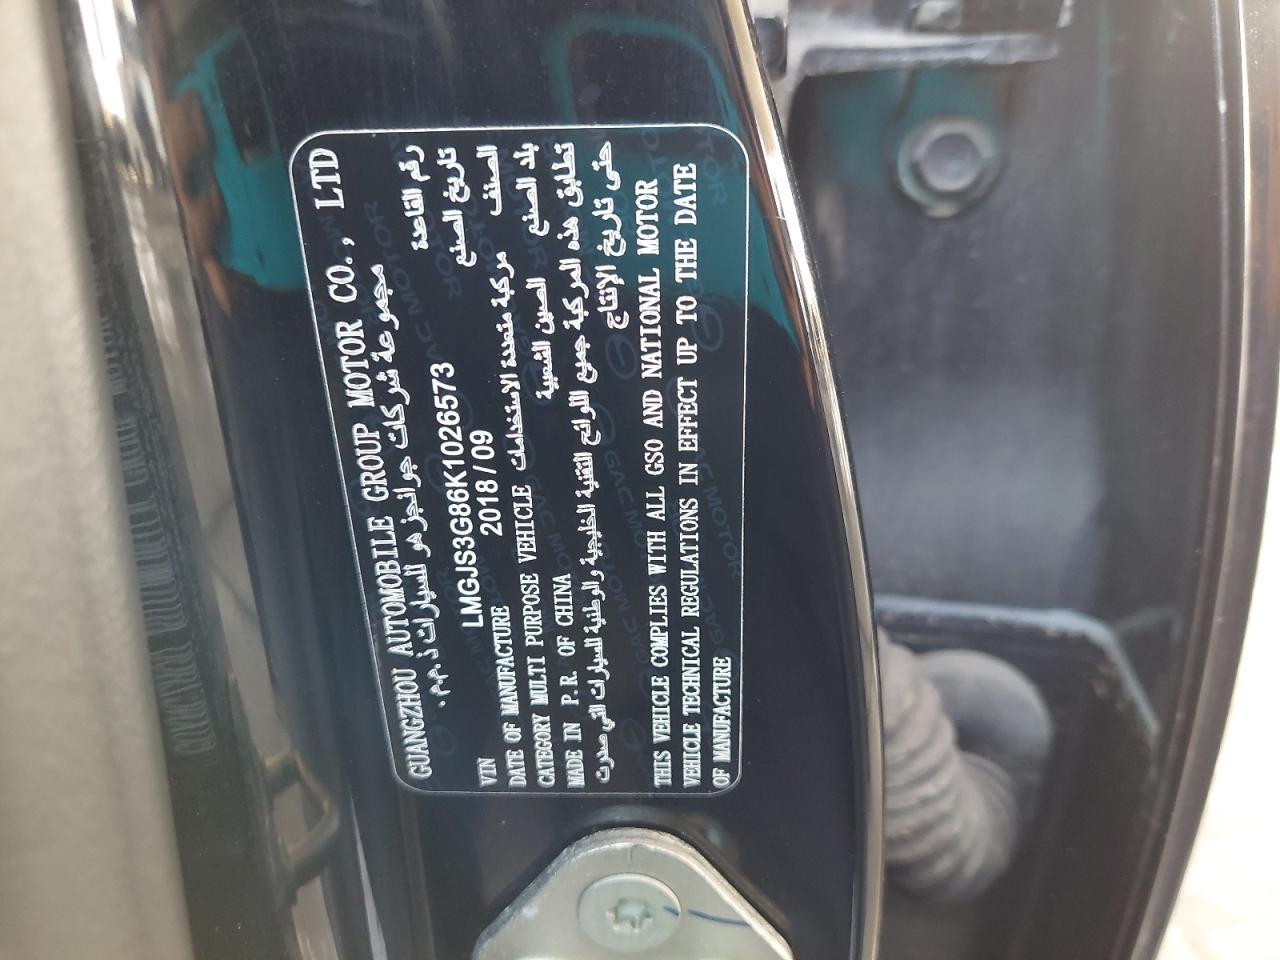 GUANGZHOU AUTOMOBILE GROUP MOTOR CO., LTD
مجموعة شركات جوانجزهو للسيارات ذ.م.م.
VIN LMGJS3G86K1026573 رقم القاعدة
DATE OF MANUFACTURE 2018/09 تاريخ الصنع
CATEGORY MULTI PURPOSE VEHICLE مركبة متعددة الاستخدامات الصنف
MADE IN P.R. OF CHINA الصين الشعبية بلد الصنع
تطابق هذه المركبة جميع اللوائح التقنية الخليجية والوطنية للسيارات التي صدرت
حتى تاريخ الإنتاج
THIS VEHICLE COMPLIES WITH ALL GSO AND NATIONAL MOTOR
VEHICLE TECHNICAL REGULATIONS IN EFFECT UP TO THE DATE
OF MANUFACTURE